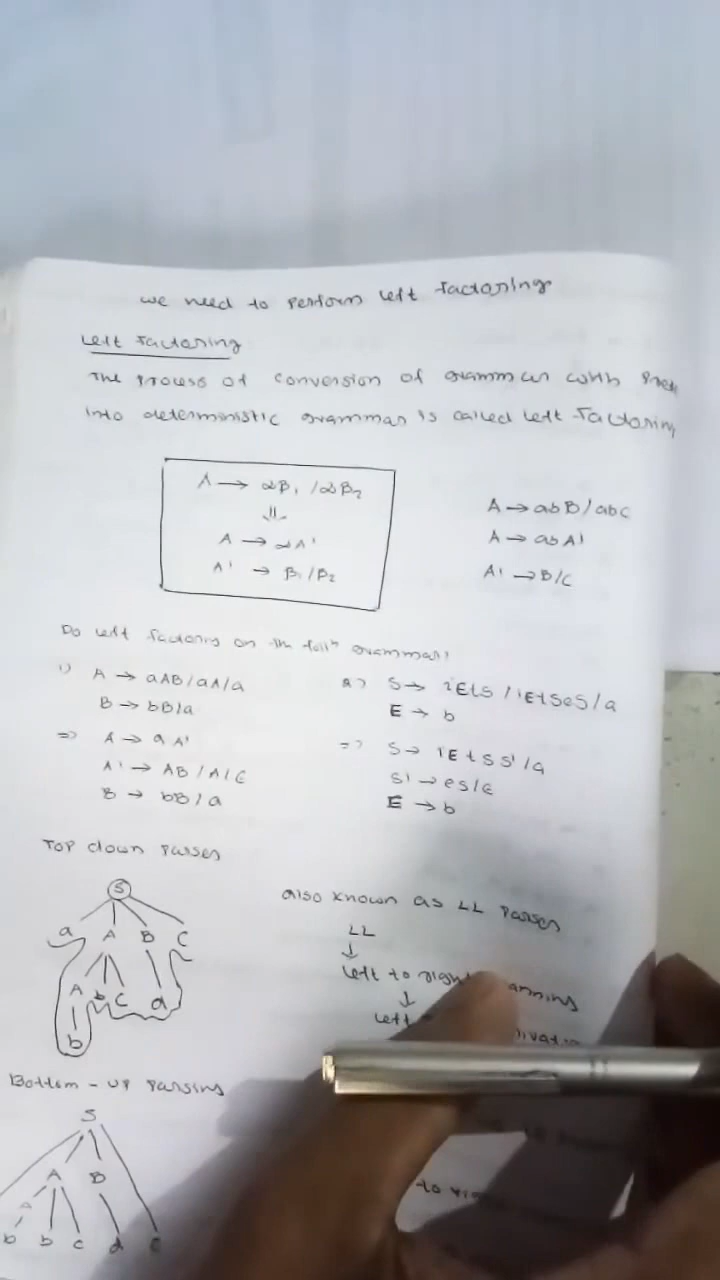 we need to perform left factoring
Left factoring
The process of conversion of grammar with
into deterministic grammar is called left factoring
A → αβ₁ / αβ₂
⇓
A → αA'
A' → β₁/β₂
A → abB/abC
A → abA'
A' → B/C
Do left factoring on the follg grammar:
1) A → aAB/aA/a
B → bB/a
=> A → aA'
A' → AB/A/ε
B → bB/a
2) S → iEtS / iEtSeS/a
E → b
=> S → iEtSS'/a
S' → eS/ε
E → b
Top down parser
S
a A B
A b c d
b
also known as LL parser
LL
↓
left to right
↓
left
Bottom-up parsing
S
A B
A
b b c d e
to